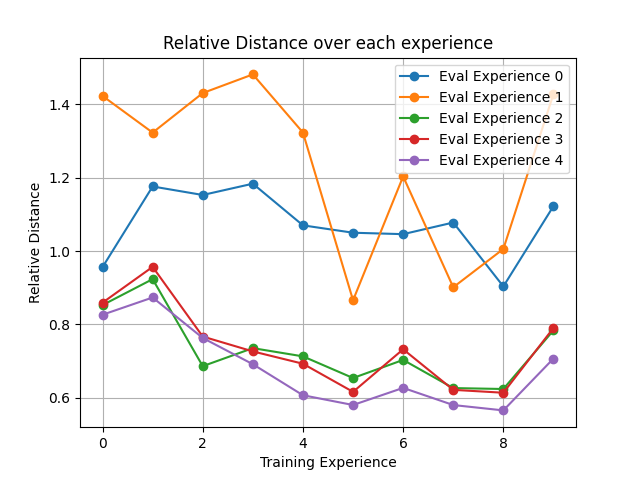 Relative Distance over each experience
Eval Experience 0
Eval Experience 1
Eval Experience 2
Eval Experience 3
Eval Experience 4
1.4
1.2
1.0
0.8
0.6
Relative Distance
0 2 4 6 8
Training Experience